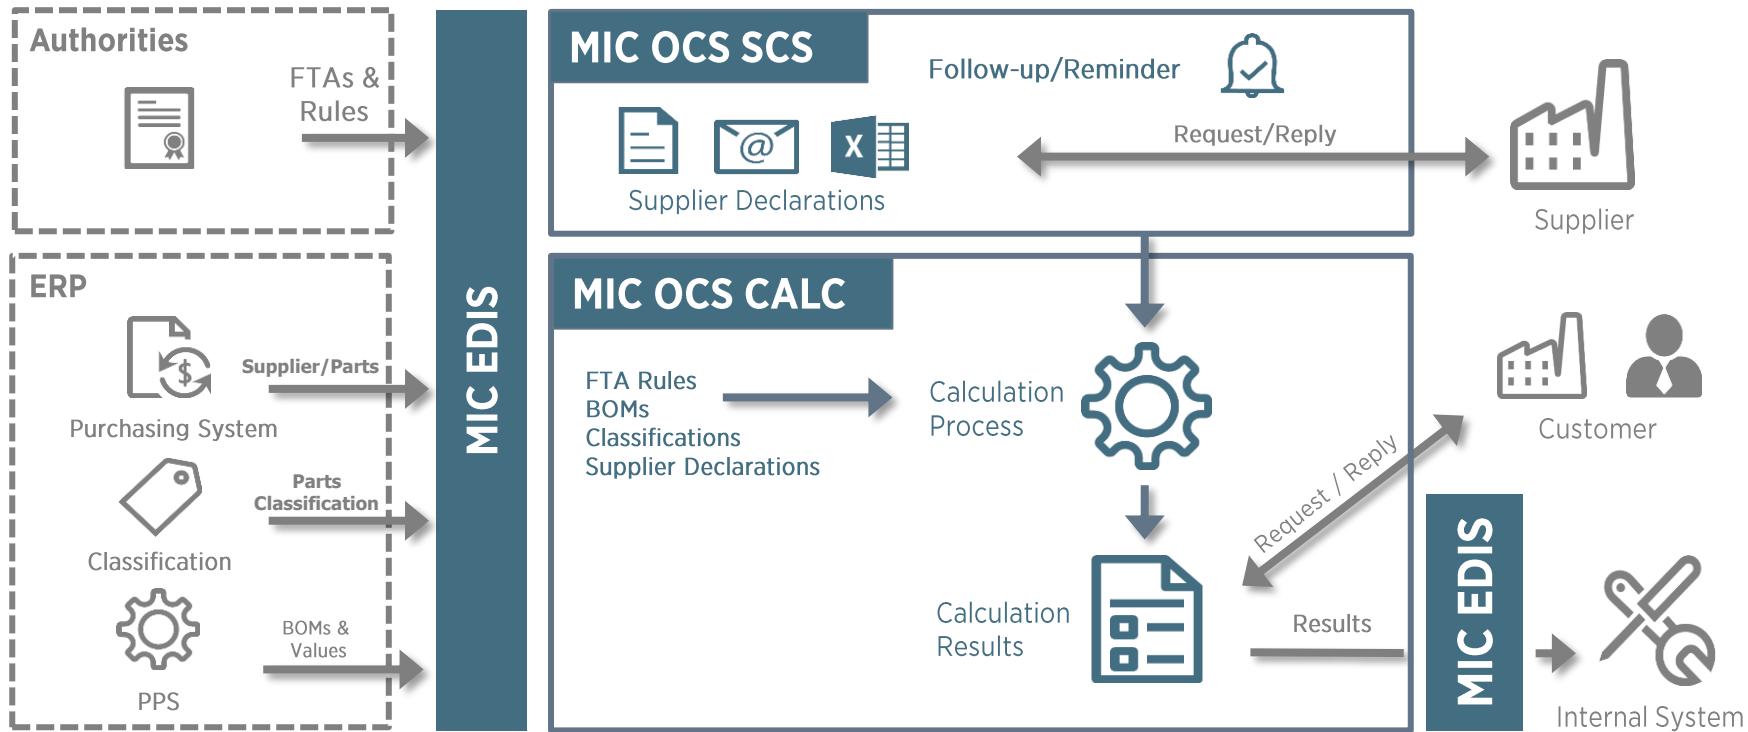 Authorities
FTAs &
Rules
ERP
Supplier/Parts
Purchasing System
Parts
Classification
Classification
BOMs &
Values
PPS
MIC EDIS
MIC OCS SCS
Follow-up/Reminder
@
X
Supplier Declarations
Request/Reply
Supplier
MIC OCS CALC
FTA Rules
BOMs
Classifications
Supplier Declarations
Calculation
Process
$
Customer
Request / Reply
Calculation
Results
Results
MIC EDIS
Internal System